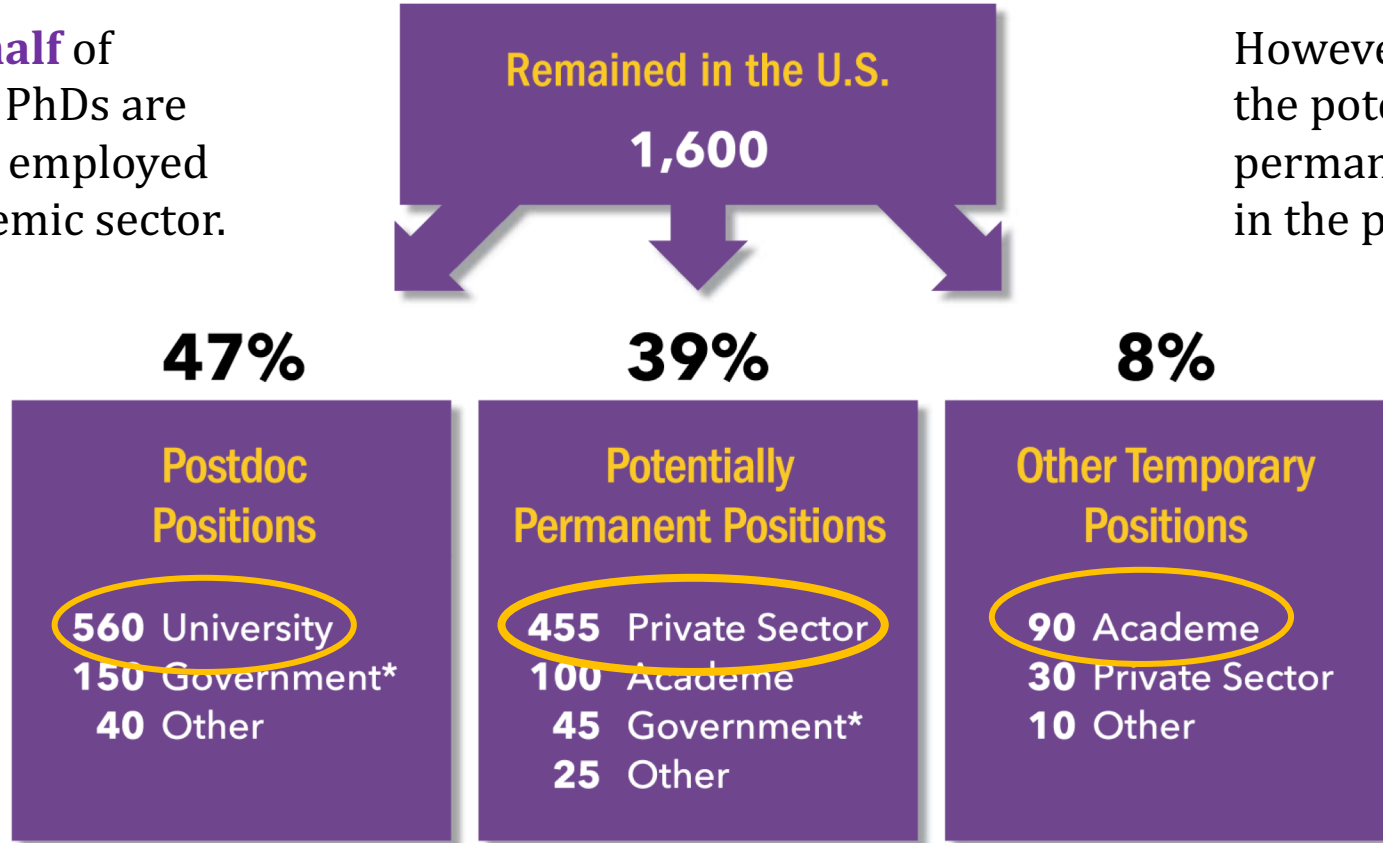 half of
PhDs are
employed
emic sector.
Remained in the U.S.
1,600
the
perman
in the p
47%
Postdoc
Positions
560 University
150 Government*
40 Other
39%
Potentially
Permanent Positions
455 Private Sector
100 Academe
45 Government*
25 Other
8%
Other Temporary
Positions
90 Academe
30 Private Sector
10 Other